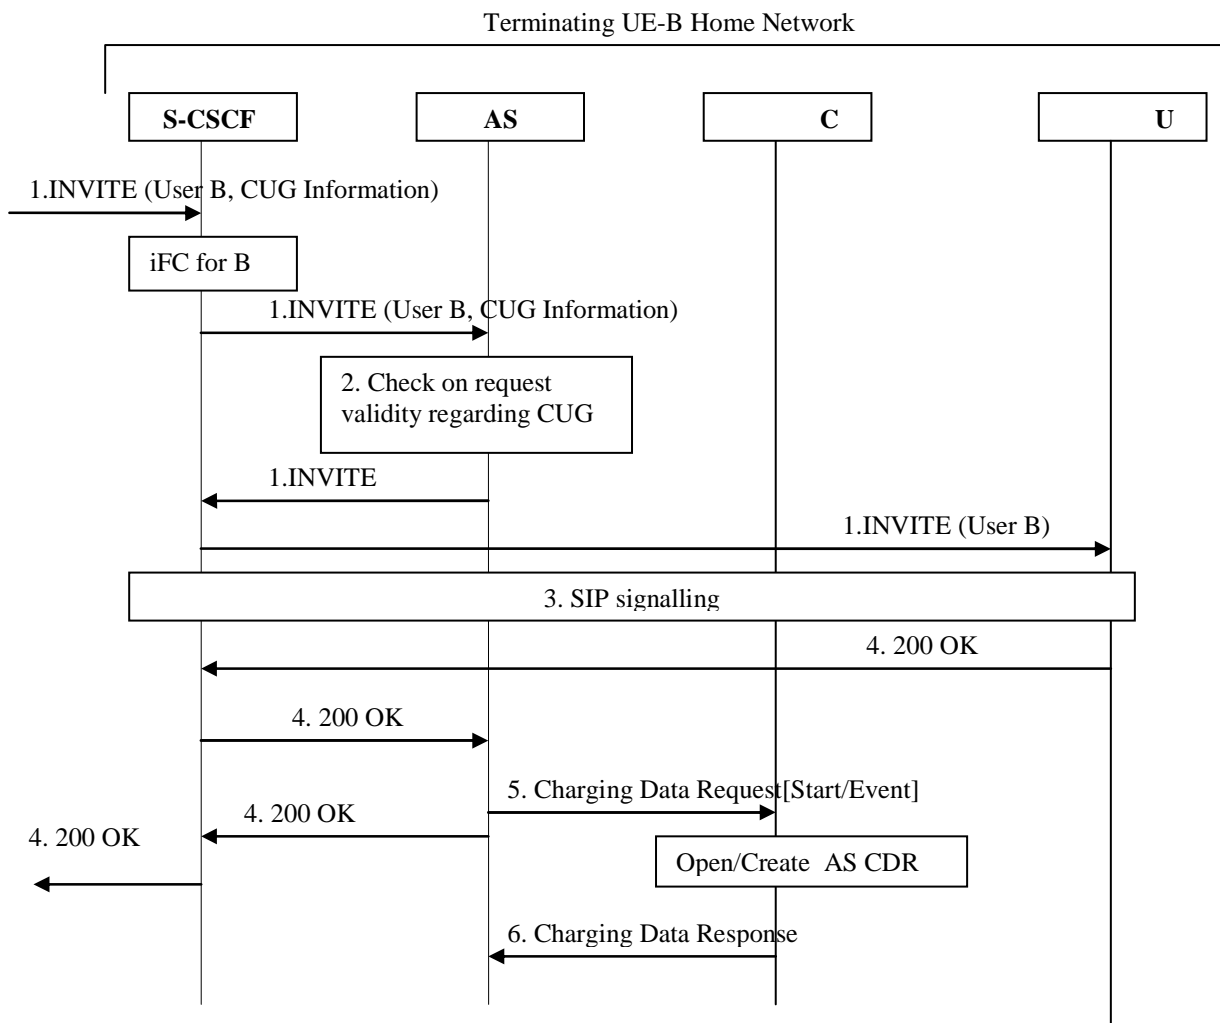 Terminating UE-B Home Network
S-CSCF
AS
C
U
1.INVITE (User B, CUG Information)
iFC for B
1.INVITE (User B, CUG Information)
2. Check on request
validity regarding CUG
1.INVITE
1.INVITE (User B)
3. SIP signalling
4. 200 OK
4. 200 OK
5. Charging Data Request[Start/Event]
4. 200 OK
4. 200 OK
Open/Create AS CDR
6. Charging Data Response